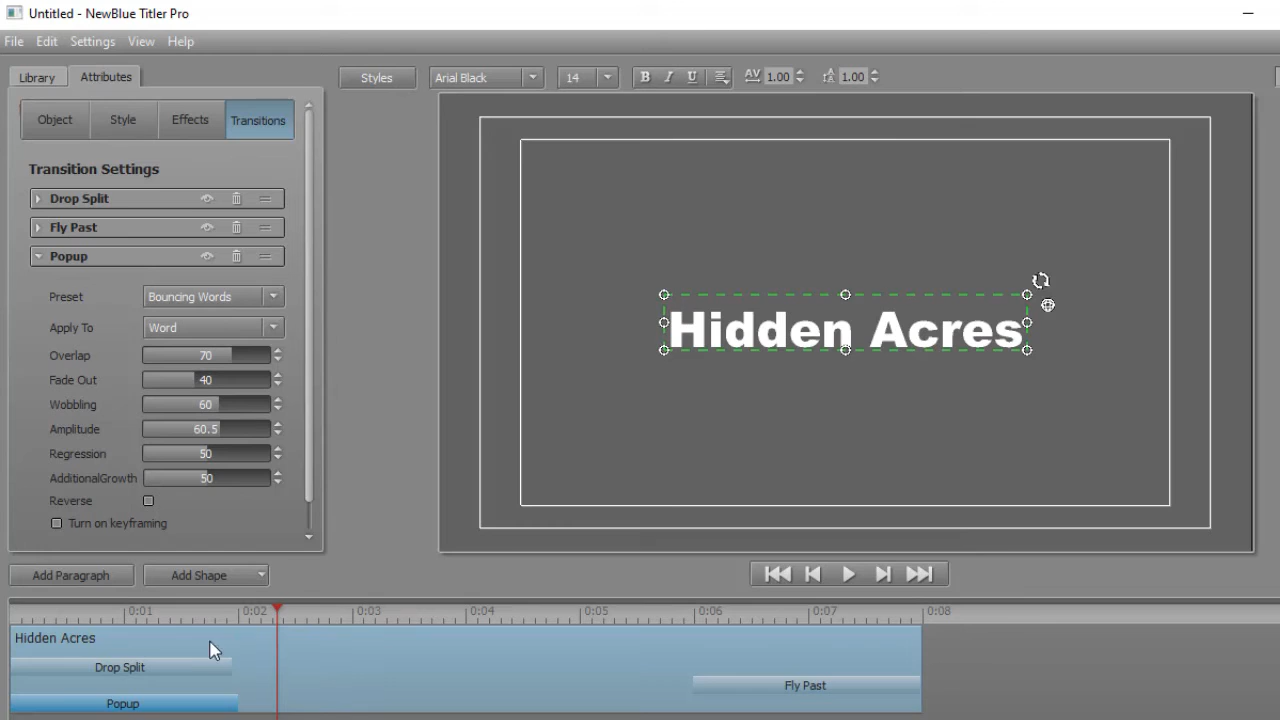 Untitled - NewBlue Titler Pro
File Edit Settings View Help
Library Attributes
Styles Arial Black 14 B I U AV 1.00 A 1.00
Object Style Effects Transitions
Transition Settings
Drop Split
Fly Past
Popup
Preset Bouncing Words
Apply To Word
Overlap 70
Fade Out 40
Wobbling 60
Amplitude 60.5
Regression 50
AdditionalGrowth 50
Reverse
Turn on keyframing
Hidden Acres
Add Paragraph Add Shape
0:01 0:02 0:03 0:04 0:05 0:06 0:07 0:08
Hidden Acres
Drop Split
Fly Past
Popup